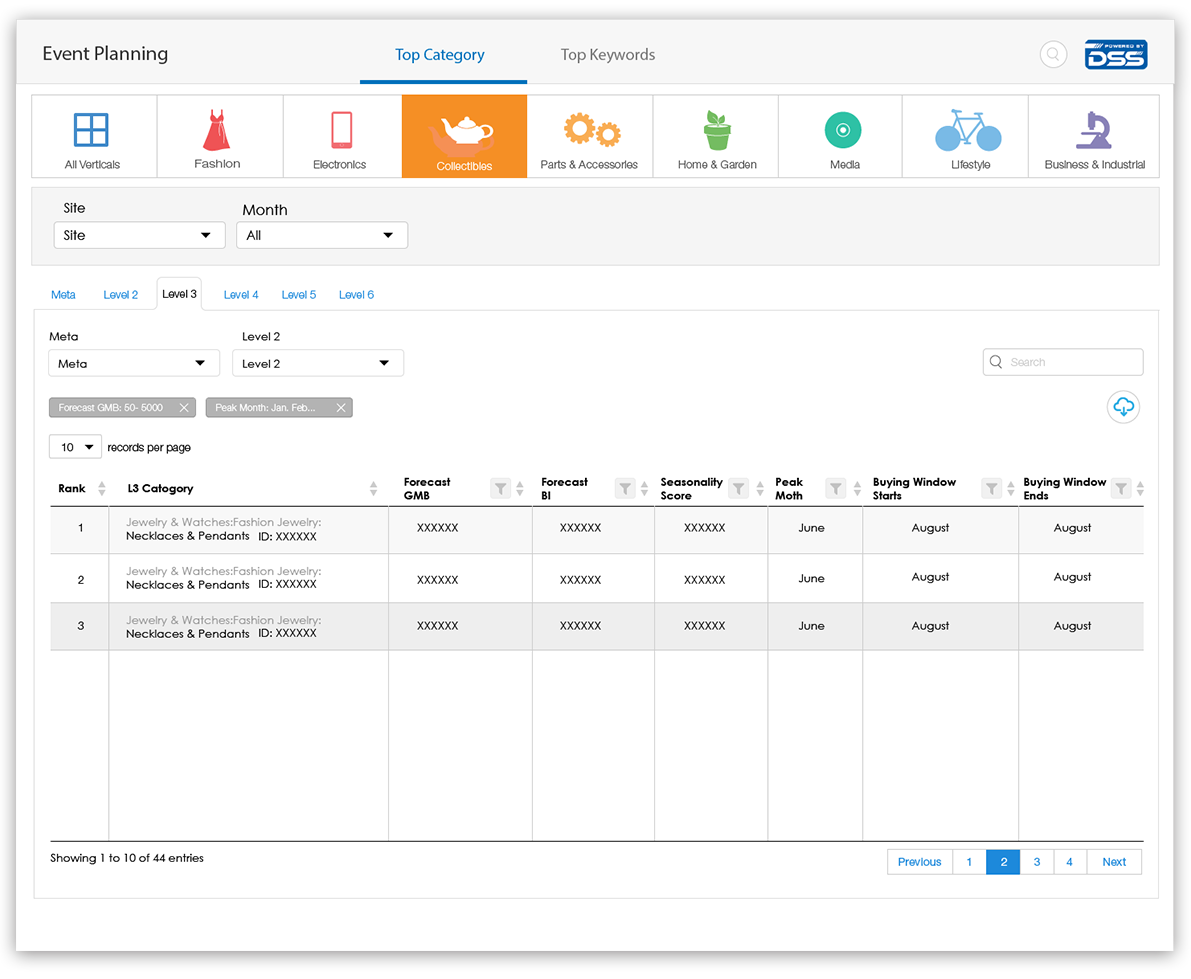 Event Planning
Top Category
Top Keywords
POWERED BY
DSS
All Verticals
Fashion
Electronics
Collectibles
Parts & Accessories
Home & Garden
Media
Lifestyle
Business & Industrial
Site
Month
Site
All
Meta
Level 2
Level 3
Level 4
Level 5
Level 6
Meta
Level 2
Meta
Level 2
Search
Forecast GMB: 50- 5000
Peak Month: Jan. Feb...
10
records per page
Rank
L3 Catogory
Forecast
GMB
Forecast
BI
Seasonality
Score
Peak
Moth
Buying Window
Starts
Buying Window
Ends
1
Jewelry & Watches:Fashion Jewelry:
Necklaces & Pendants ID: XXXXXX
XXXXXX
XXXXXX
XXXXXX
June
August
August
2
Jewelry & Watches:Fashion Jewelry:
Necklaces & Pendants ID: XXXXXX
XXXXXX
XXXXXX
XXXXXX
June
August
August
3
Jewelry & Watches:Fashion Jewelry:
Necklaces & Pendants ID: XXXXXX
XXXXXX
XXXXXX
XXXXXX
June
August
August
Showing 1 to 10 of 44 entries
Previous
1
2
3
4
Next